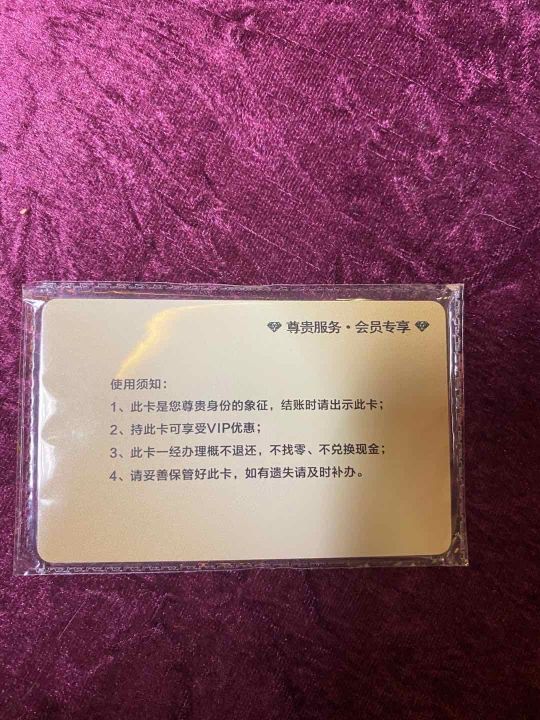 尊贵服务·会员专享
使用须知：
1、此卡是您尊贵身份的象征，结账时请出示此卡；
2、持此卡可享受VIP优惠；
3、此卡一经办理概不退还，不找零、不兑换现金；
4、请妥善保管好此卡，如有遗失请及时补办。